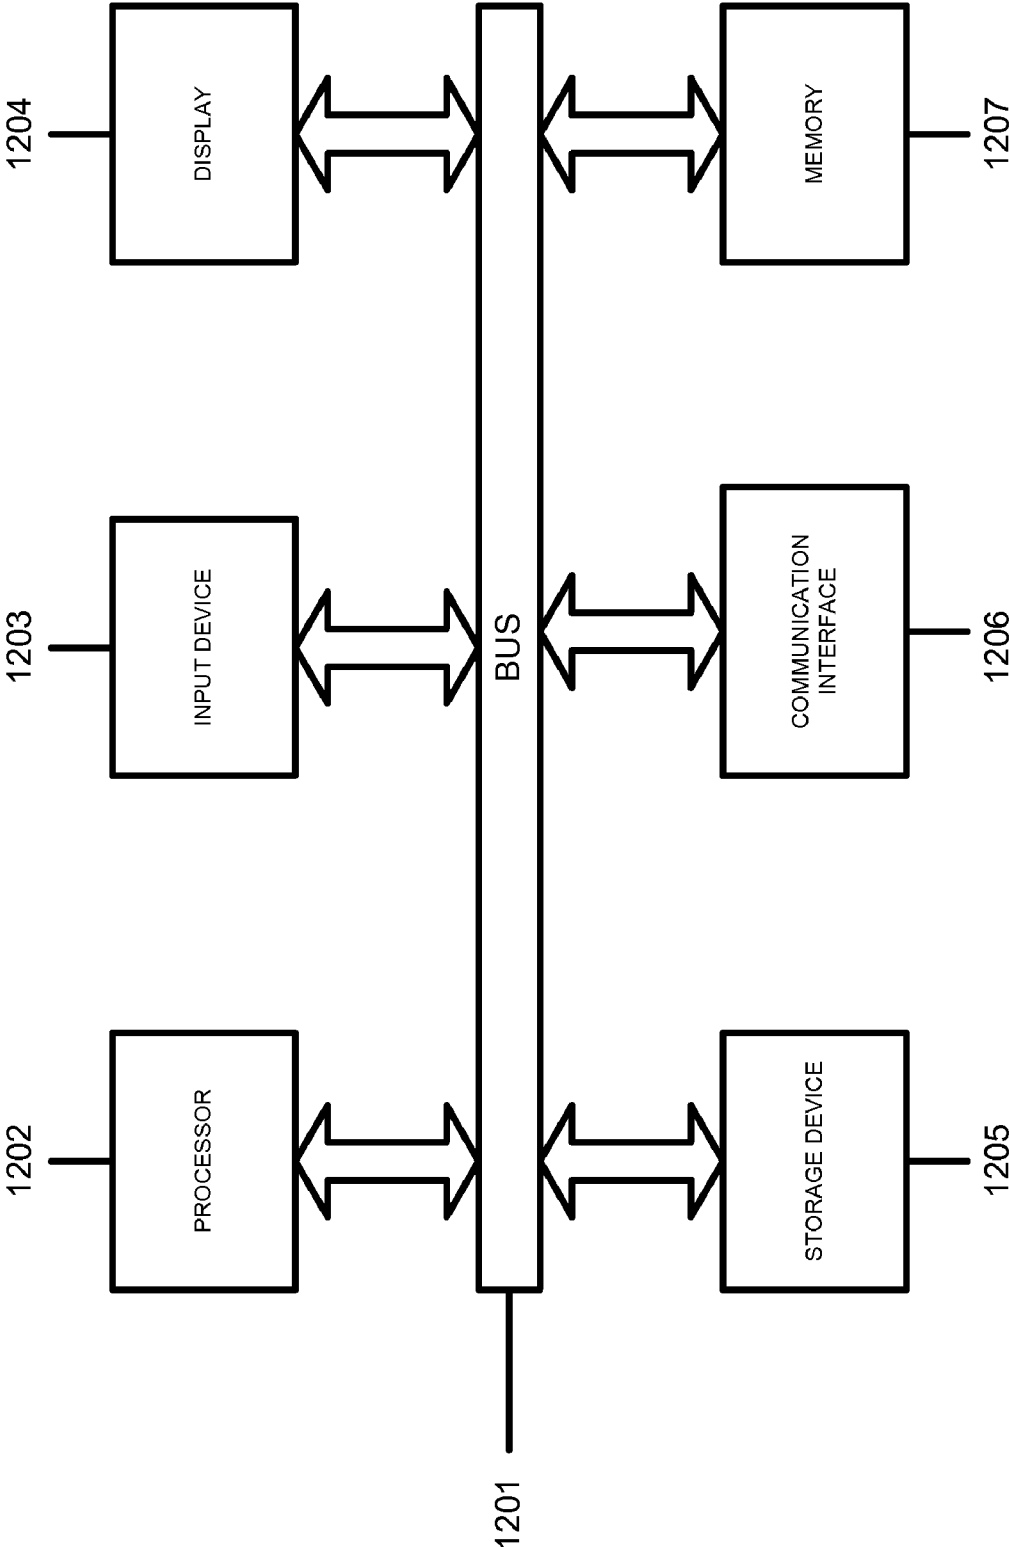 1202
1203
1204
PROCESSOR
INPUT DEVICE
DISPLAY
1201
BUS
STORAGE DEVICE
COMMUNICATION
INTERFACE
MEMORY
1205
1206
1207